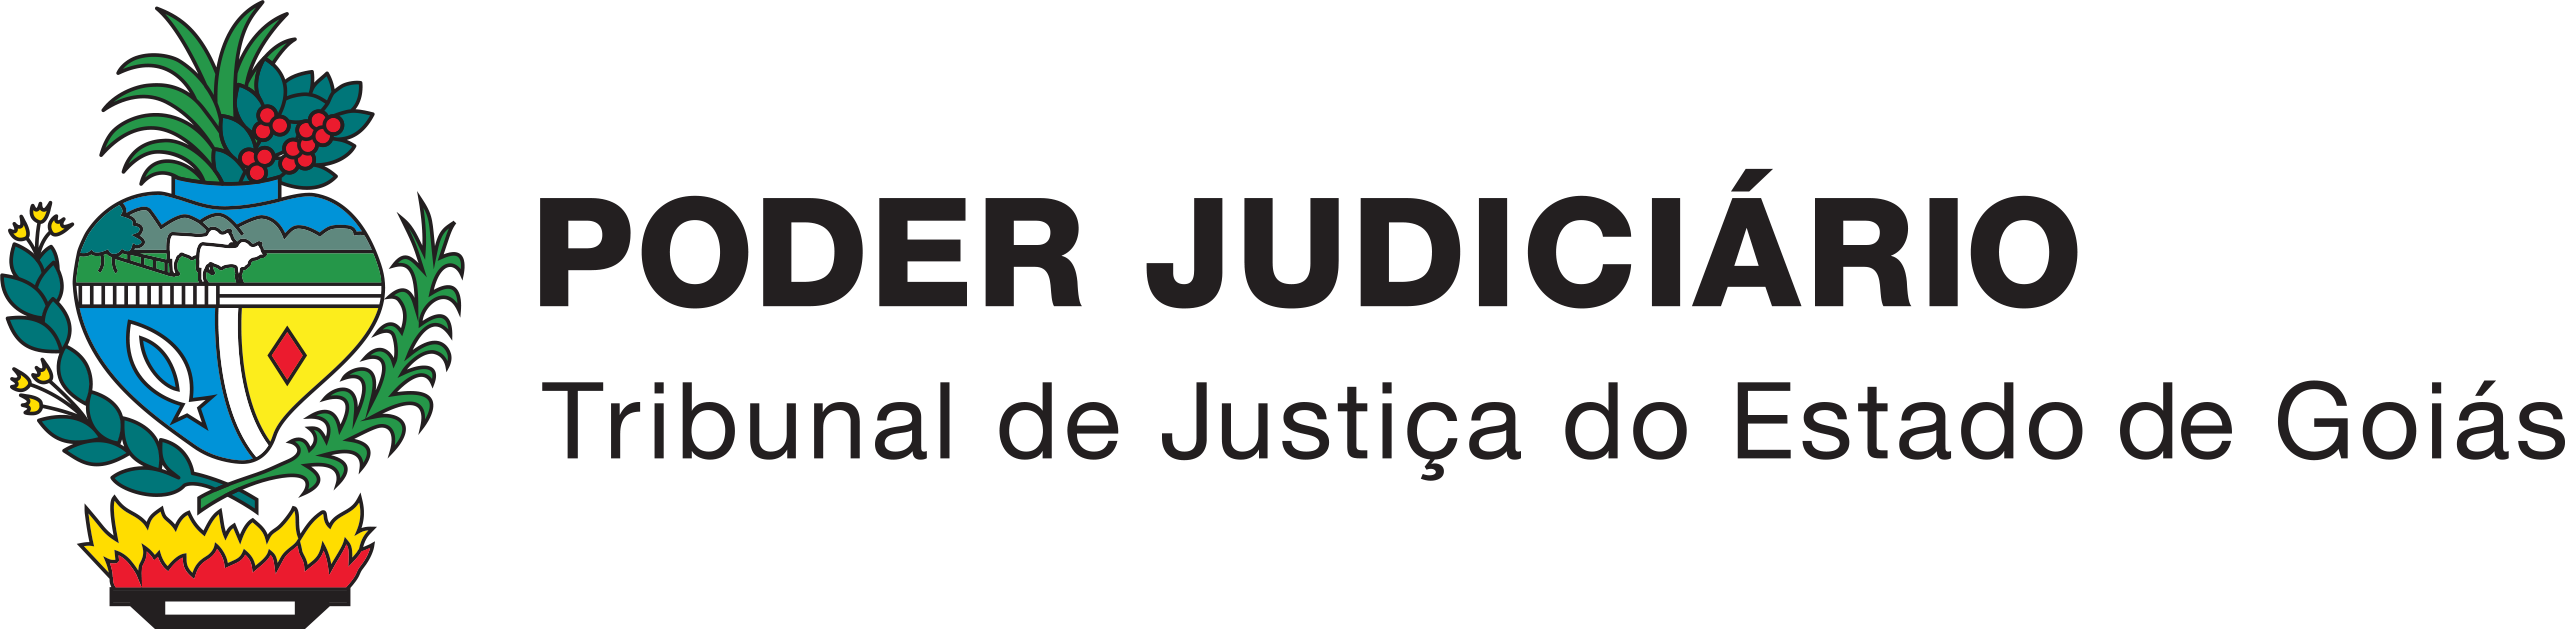 PODER JUDICIÁRIO
Tribunal de Justiça do Estado de Goiás